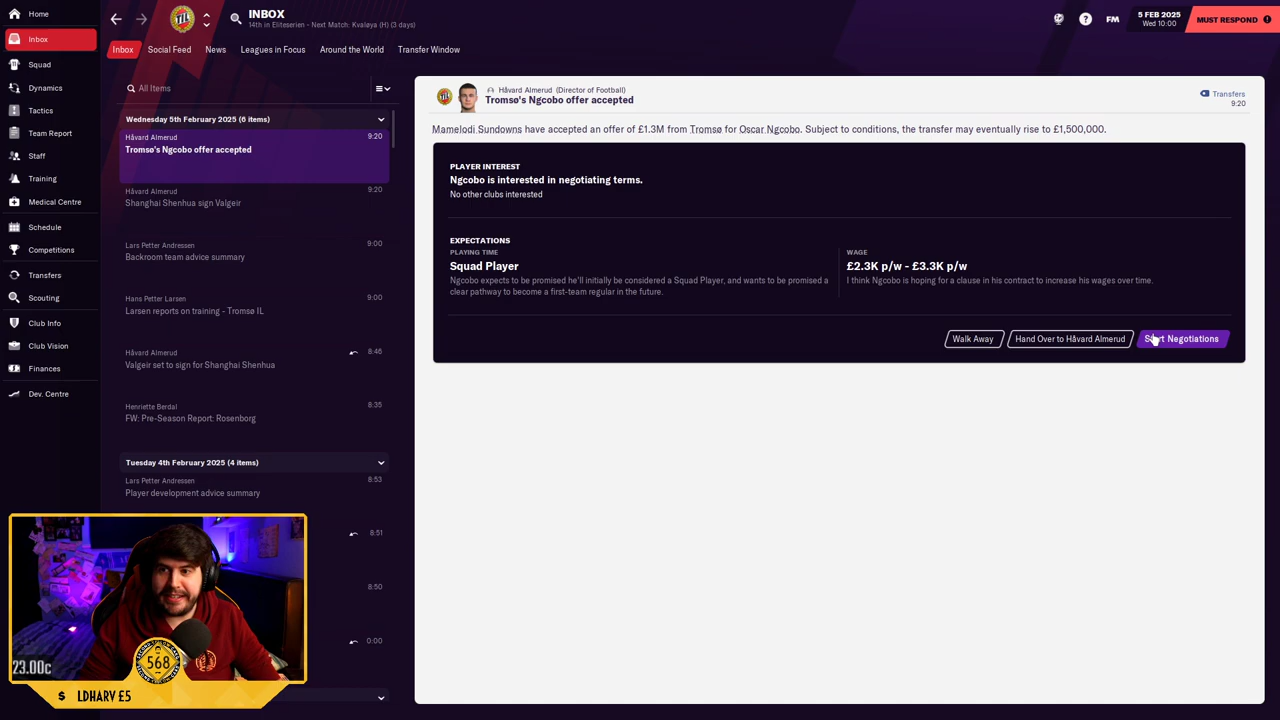 Home
Inbox
Squad
Dynamics
Tactics
Team Report
Staff
Training
Medical Centre
Schedule
Competitions
Transfers
Scouting
Club Info
Club Vision
Finances
Dev. Centre
INBOX
14th in Eliteserien - Next Match: Kvaløya (H) (3 days)
FM
5 FEB 2025
Wed 10:00
MUST RESPOND
Inbox
Social Feed
News
Leagues in Focus
Around the World
Transfer Window
All Items
Wednesday 5th February 2025 (6 items)
Håvard Almerud
9:20
Tromsø's Ngcobo offer accepted
Håvard Almerud
9:20
Shanghai Shenhua sign Valgeir
Lars Petter Andressen
9:00
Backroom team advice summary
Hans Petter Larsen
9:00
Larsen reports on training - Tromsø IL
Håvard Almerud
8:46
Valgeir set to sign for Shanghai Shenhua
Henriette Berdal
8:35
FW: Pre-Season Report: Rosenborg
Tuesday 4th February 2025 (4 items)
Lars Petter Andressen
8:53
Player development advice summary
8:51
8:50
0:00
Håvard Almerud (Director of Football)
Tromsø's Ngcobo offer accepted
Transfers
9:20
Mamelodi Sundowns have accepted an offer of £1.3M from Tromsø for Oscar Ngcobo. Subject to conditions, the transfer may eventually rise to £1,500,000.
PLAYER INTEREST
Ngcobo is interested in negotiating terms.
No other clubs interested
EXPECTATIONS
PLAYING TIME
Squad Player
Ngcobo expects to be promised he'll initially be considered a Squad Player, and wants to be promised a
clear pathway to become a first-team regular in the future.
WAGE
£2.3K p/w - £3.3K p/w
I think Ngcobo is hoping for a clause in his contract to increase his wages over time.
Walk Away
Hand Over to Håvard Almerud
Negotiations
23.00c
568
$ LDHARY £5